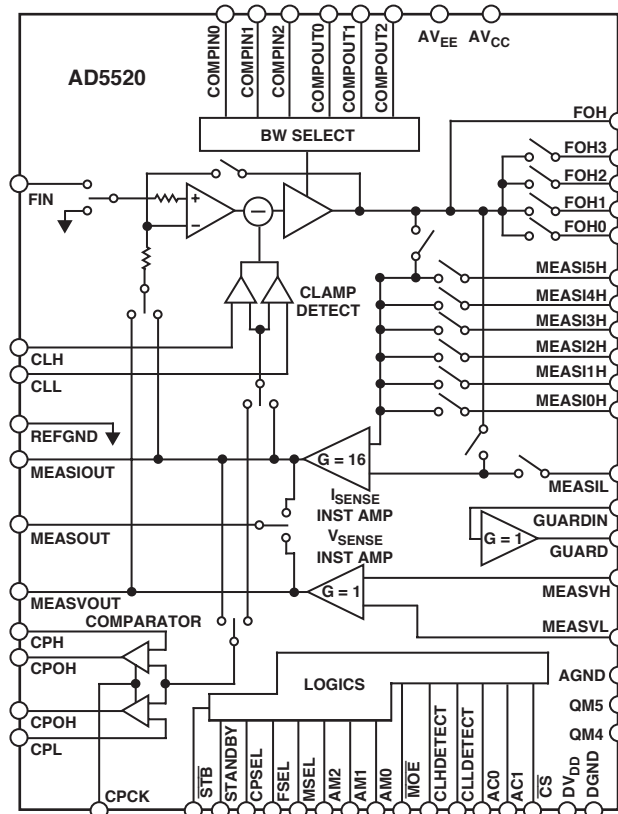 COMPIN0
COMPIN1
COMPIN2
COMPOUT0
COMPOUT1
COMPOUT2
AVEE
AVCC
AD5520
BW SELECT
FOH
FOH3
FOH2
FOH1
FOH0
FIN
+
−
−
CLAMP
DETECT
MEASI5H
MEASI4H
MEASI3H
MEASI2H
MEASI1H
MEASI0H
CLH
CLL
REFGND
MEASIOUT
G = 16
MEASIL
ISENSE
INST AMP
MEASOUT
VSENSE
INST AMP
GUARDIN
G = 1
GUARD
MEASVOUT
G = 1
MEASVH
MEASVL
COMPARATOR
CPH
CPOH
CPOH
CPL
LOGICS
AGND
QM5
QM4
CPCK
STB
STANDBY
CPSEL
FSEL
MSEL
AM2
AM1
AM0
MOE
CLHDETECT
CLLDETECT
AC0
AC1
CS
DVDD
DGND